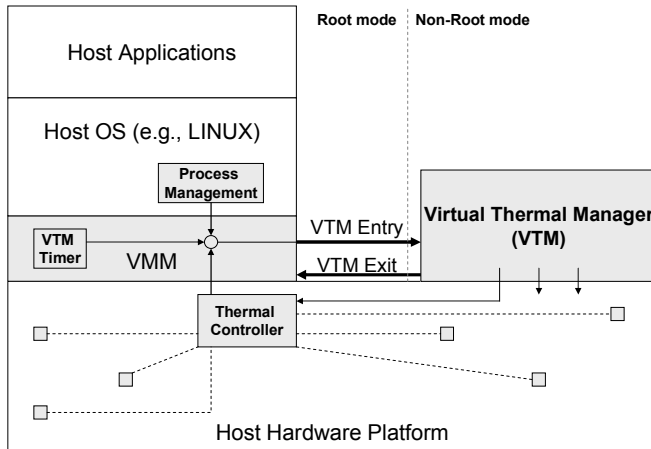 Root mode
Non-Root mode
Host Applications
Host OS (e.g., LINUX)
Process
Management
VTM
Timer
VMM
VTM Entry
VTM Exit
Virtual Thermal Manager
(VTM)
Thermal
Controller
Host Hardware Platform